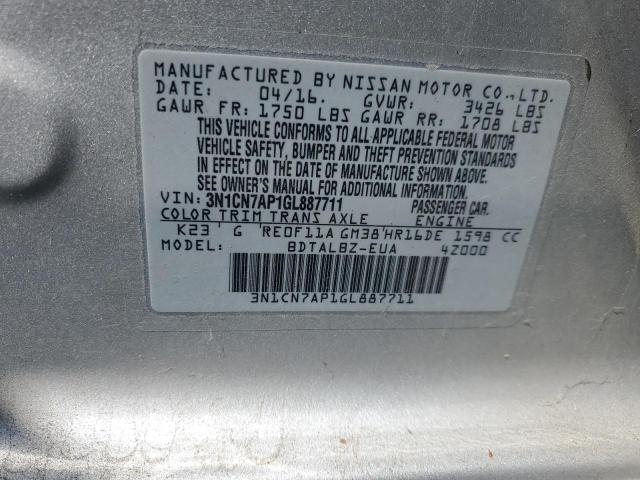 MANUFACTURED BY NISSAN MOTOR CO.,LTD.
DATE: 04/16. GVWR: 3426 LBS
GAWR FR: 1750 LBS GAWR RR: 1708 LBS
THIS VEHICLE CONFORMS TO ALL APPLICABLE FEDERAL MOTOR
VEHICLE SAFETY, BUMPER AND THEFT PREVENTION STANDARDS
IN EFFECT ON THE DATE OF MANUFACTURE SHOWN ABOVE.
SEE OWNER'S MANUAL FOR ADDITIONAL INFORMATION.
VIN: 3N1CN7AP1GL887711 PASSENGER CAR.
COLOR TRIM TRANS AXLE ENGINE
K23 G RE0F11A GM38 HR16DE 1598 CC
MODEL: BDTALBZ-EUA 4Z000
3N1CN7AP1GL887711